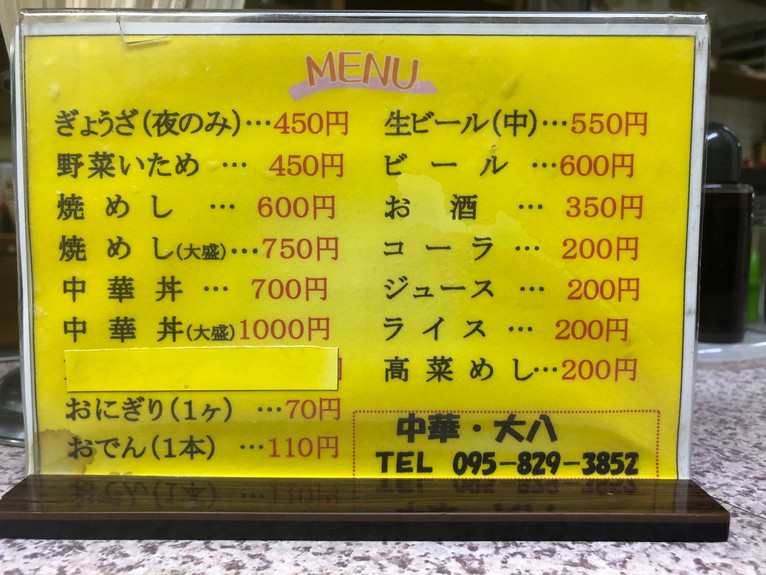 MENU
ぎょうざ(夜のみ)…450円
野菜いため … 450円
焼めし … 600円
焼めし(大盛)…750円
中華丼 … 700円
中華丼(大盛)1000円
おにぎり(1ヶ) …70円
おでん(1本) …110円
生ビール(中)…550円
ビール …600円
お酒 … 350円
コーラ … 200円
ジュース … 200円
ライス … 200円
高菜めし…200円
中華・大八
TEL 095-829-3852